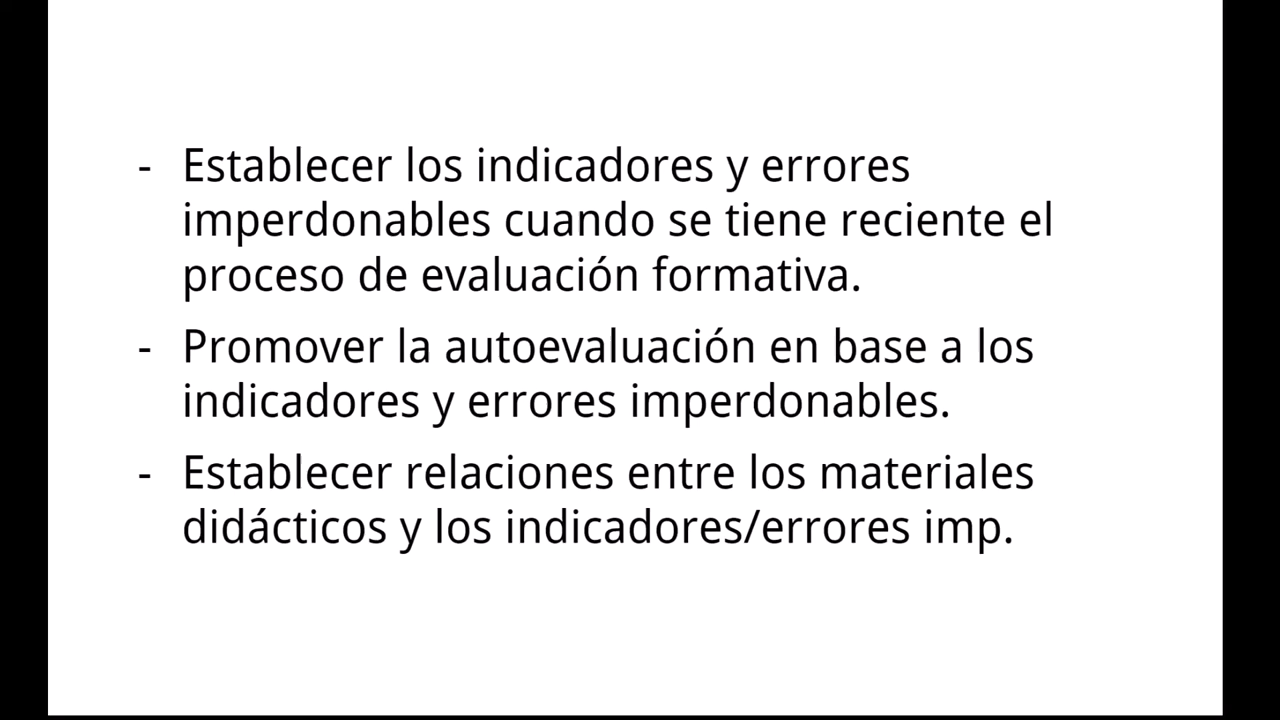 - Establecer los indicadores y errores
imperdonables cuando se tiene reciente el
proceso de evaluación formativa.
- Promover la autoevaluación en base a los
indicadores y errores imperdonables.
- Establecer relaciones entre los materiales
didácticos y los indicadores/errores imp.